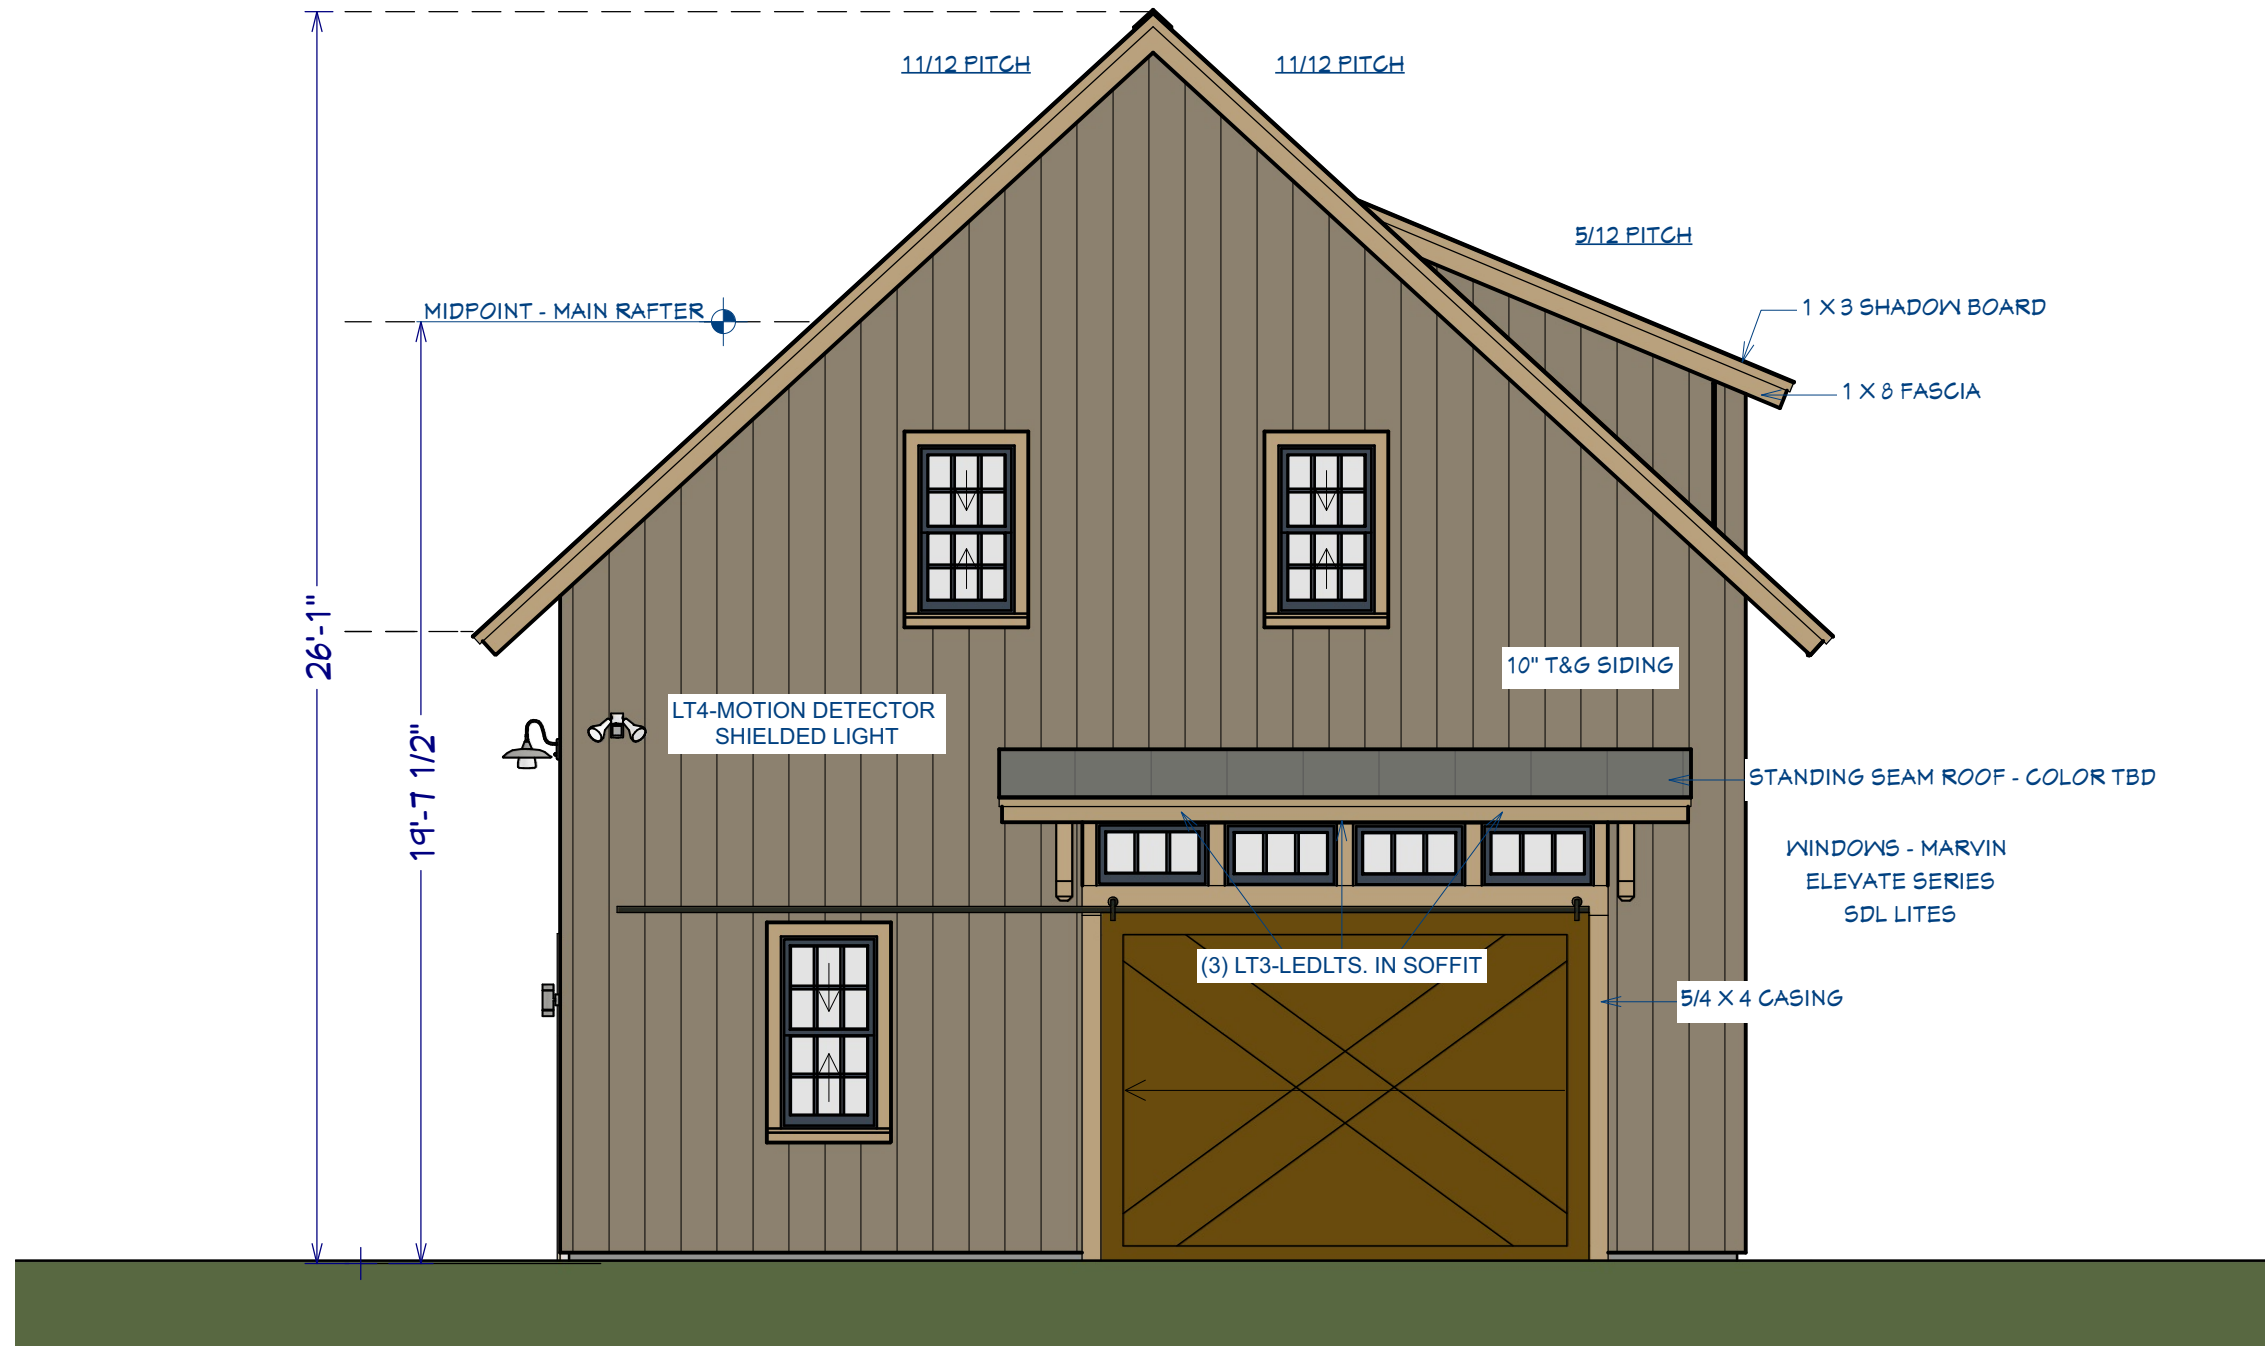 11/12 PITCH
11/12 PITCH
5/12 PITCH
MIDPOINT - MAIN RAFTER
1 X 3 SHADOW BOARD
1 X 8 FASCIA
26'-1"
19'-7 1/2"
10" T&G SIDING
LT4-MOTION DETECTOR
SHIELDED LIGHT
STANDING SEAM ROOF - COLOR TBD
WINDOWS - MARVIN
ELEVATE SERIES
SDL LITES
(3) LT3-LEDLTS. IN SOFFIT
5/4 X 4 CASING